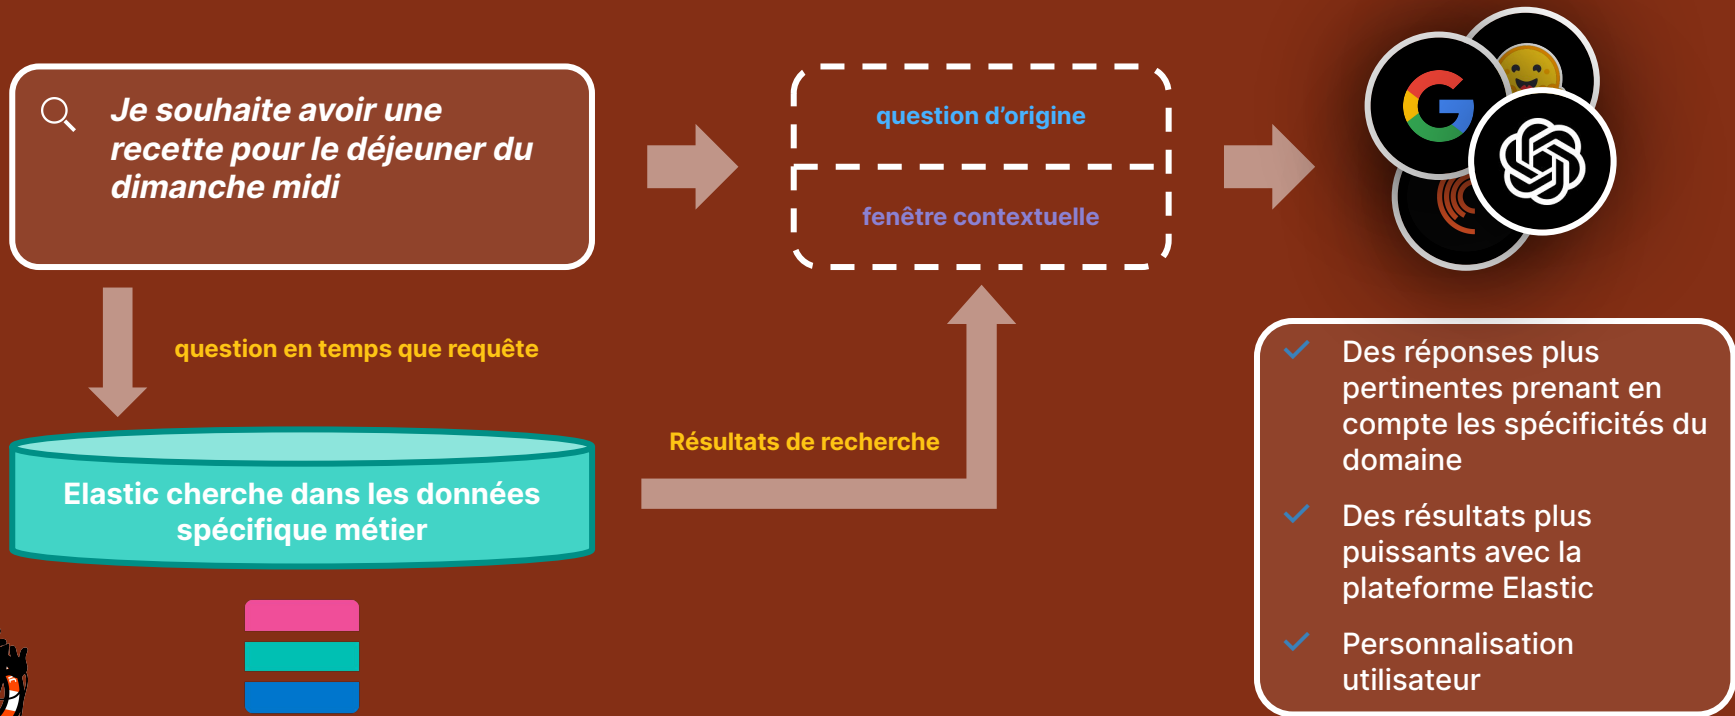 Je souhaite avoir une
recette pour le déjeuner du
dimanche midi
question d'origine
fenêtre contextuelle
question en temps que requête
Elastic cherche dans les données
spécifique métier
Résultats de recherche
Des réponses plus
pertinentes prenant en
compte les spécificités du
domaine
Des résultats plus
puissants avec la
plateforme Elastic
Personnalisation
utilisateur